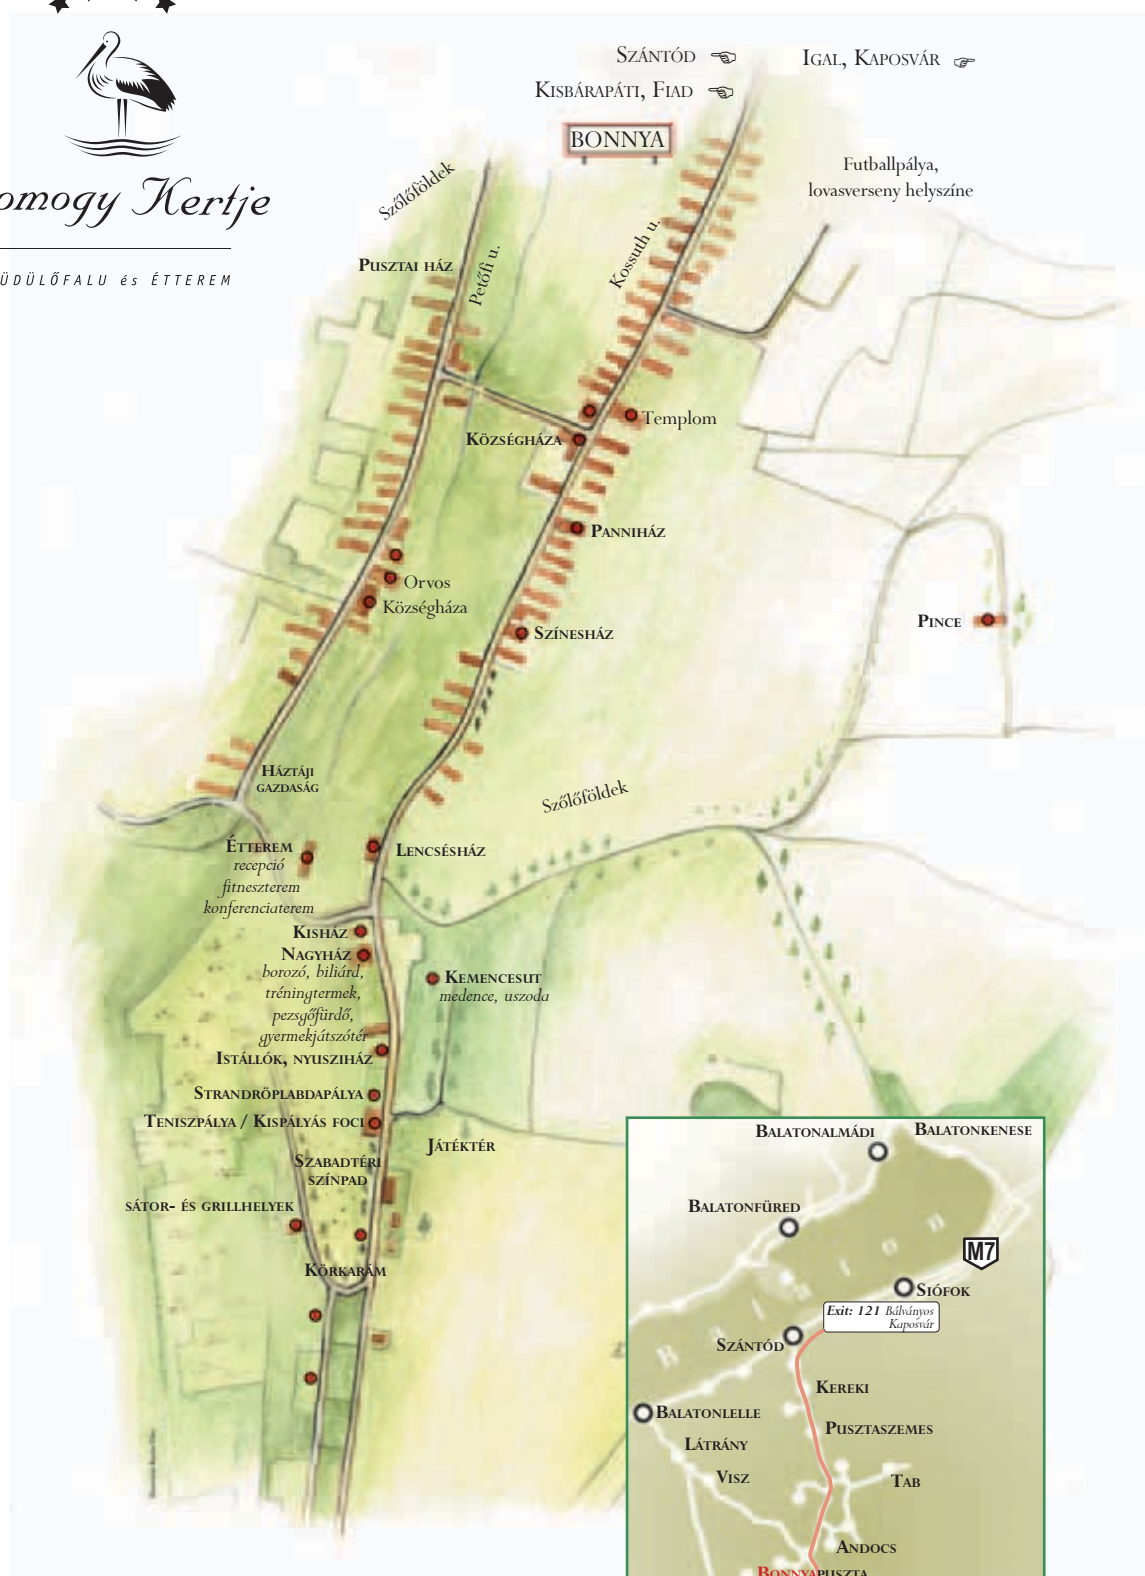 Szántód
Igal, Kaposvár
Kisbárapáti, Fiad
BONNYA
Futballpálya,
lovasverseny helyszíne
omogy Kertje
ÜDÜLŐFALU és ÉTTEREM
Szőlőföldek
Pusztai ház
Petőfi u.
Kossuth u.
Templom
Községháza
Panniház
Orvos
Községháza
Színesház
Pince
Háztáji
gazdaság
Szőlőföldek
Étterem
recepció
fitneszterem
konferenciaterem
Lencsésház
Kisház
Nagyház
borozó, biliárd,
tréningtermek,
pezsgőfürdő,
gyermekjátszótér
Kemencesut
medence, uszoda
Istállók, nyusziház
Strandröplabdapálya
Teniszpálya / Kispályás foci
Játéktér
Szabadtéri
színpad
sátor- és grillhelyek
Körkarám
Balatonalmádi
Balatonkenese
Balatonfüred
Balaton
M7
Siófok
Exit: 121 Bálványos
Kaposvár
Szántód
Kereki
Balatonlelle
Pusztaszemes
Látrány
Visz
Tab
Andocs
Bonnyapuszta